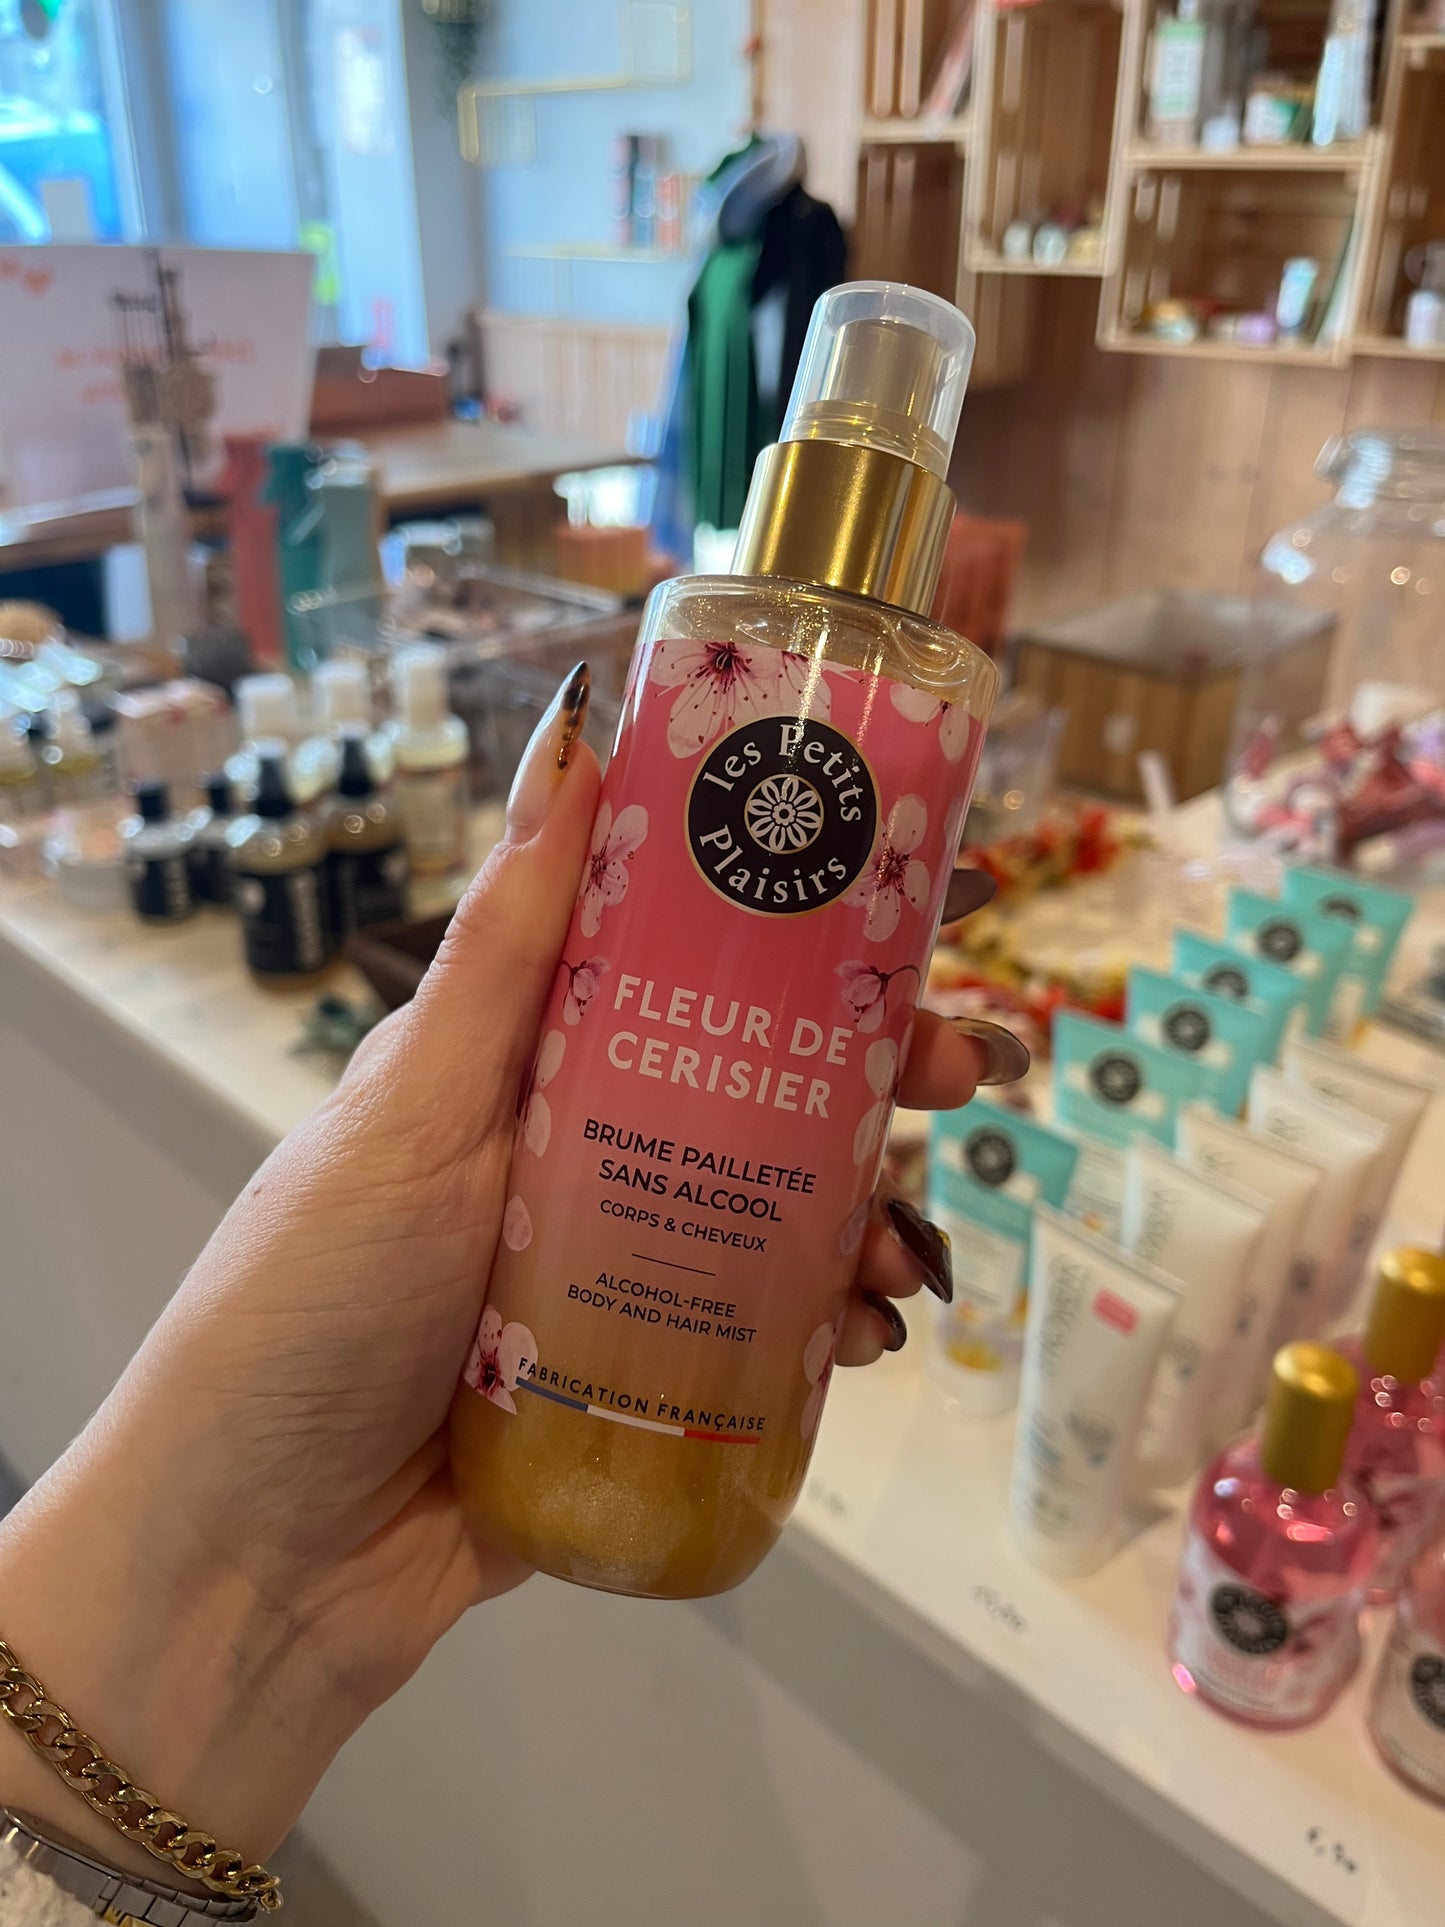 les Petits
Plaisirs
FLEUR DE
CERISIER
BRUME PAILLETÉE
SANS ALCOOL
CORPS & CHEVEUX
ALCOHOL-FREE
BODY AND HAIR MIST
FABRICATION FRANÇAISE